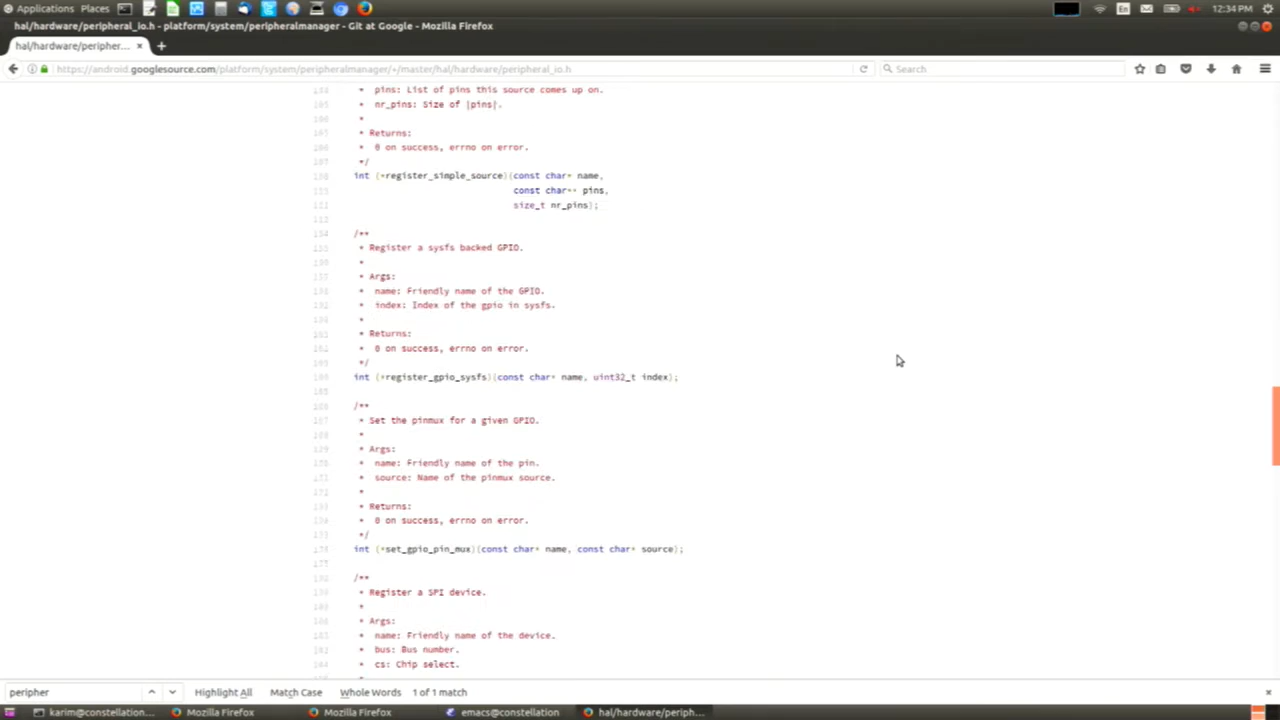 Applications Places En 12:34 PM
hal/hardware/peripheral_io.h - platform/system/peripheralmanager - Git at Google - Mozilla Firefox
hal/hardware/peripher... × +
https://android.googlesource.com/platform/system/peripheralmanager/+/master/hal/hardware/peripheral_io.h Search
* pins: List of pins this source comes up on.
* nr_pins: Size of |pins|.
*
* Returns:
* 0 on success, errno on error.
*/
int (*register_simple_source)(const char* name,
const char** pins,
size_t nr_pins);
/**
* Register a sysfs backed GPIO.
*
* Args:
* name: Friendly name of the GPIO.
* index: Index of the gpio in sysfs.
*
* Returns:
* 0 on success, errno on error.
*/
int (*register_gpio_sysfs)(const char* name, uint32_t index);
/**
* Set the pinmux for a given GPIO.
*
* Args:
* name: Friendly name of the pin.
* source: Name of the pinmux source.
*
* Returns:
* 0 on success, errno on error.
*/
int (*set_gpio_pin_mux)(const char* name, const char* source);
/**
* Register a SPI device.
*
* Args:
* name: Friendly name of the device.
* bus: Bus number.
* cs: Chip select.
*
peripher Highlight All Match Case Whole Words 1 of 1 match ×
karim@constellation... Mozilla Firefox Mozilla Firefox emacs@constellation hal/hardware/periph...